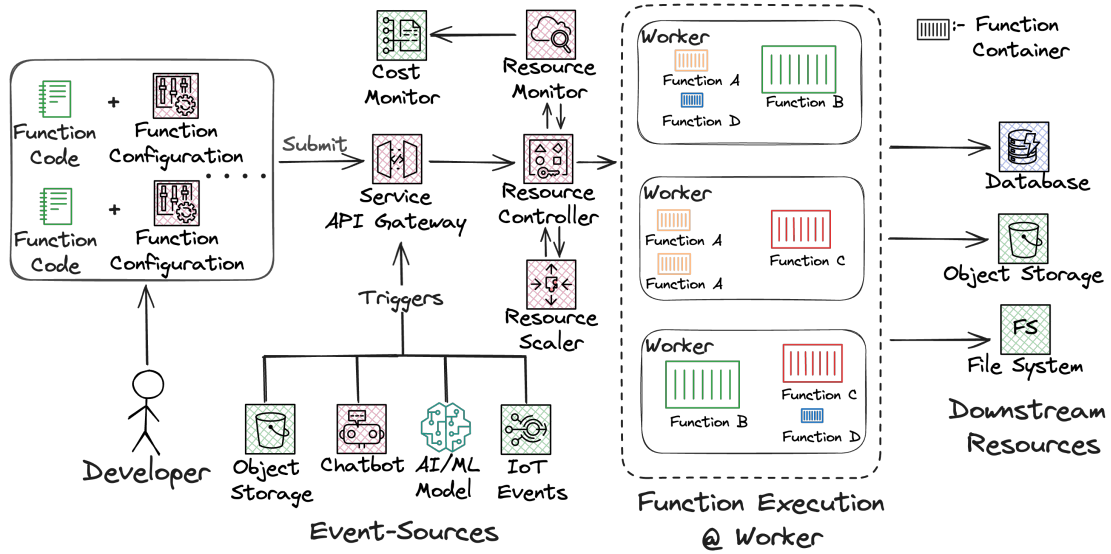 Function
Code
+
Function
Configuration
Function
Code
+
Function
Configuration
. . . .
Developer
Submit
Cost
Monitor
Resource
Monitor
Service
API Gateway
Resource
Controller
Resource
Scaler
Triggers
Object
Storage
Chatbot
AI/ML
Model
IoT
Events
Event-Sources
Worker
Function A
Function D
Function B
Worker
Function A
Function A
Function C
Worker
Function B
Function C
Function D
Function Execution
@ Worker
:- Function
Container
Database
Object Storage
FS
File System
Downstream
Resources